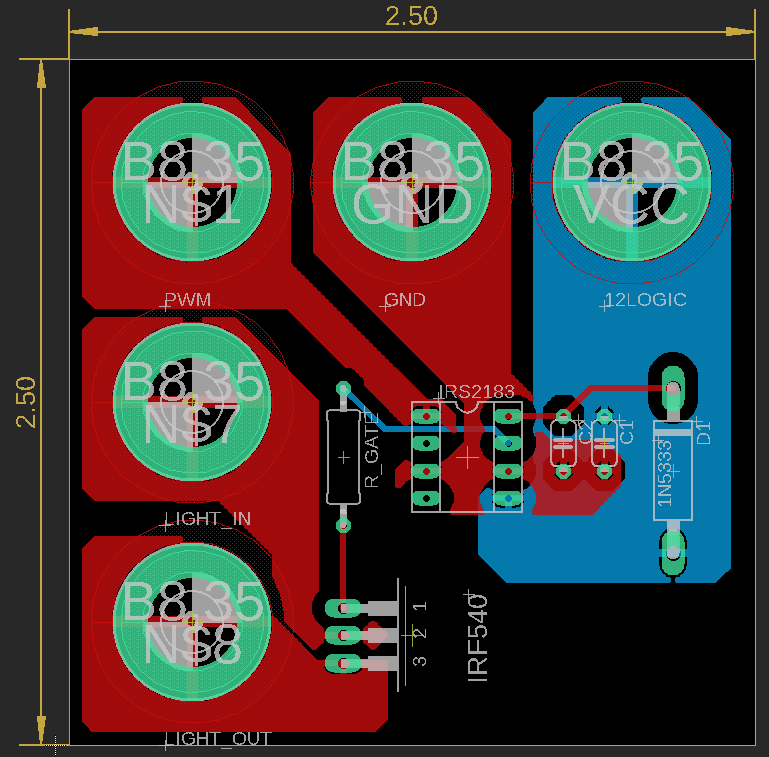 2.50
2.50
B8,35
NS1
PWM
B8,35
GND
GND
B8,35
VCC
12LOGIC
B8,35
NS7
LIGHT_IN
B8,35
NS8
LIGHT_OUT
R_GATE
IRS2183
C2
C1
D1
1N5333
1
2
3
IRF540